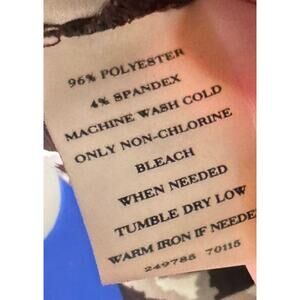 96% POLYESTER
4% SPANDEX
MACHINE WASH COLD
ONLY NON-CHLORINE
BLEACH
WHEN NEEDED
TUMBLE DRY LOW
WARM IRON IF NEEDE
249785 70115